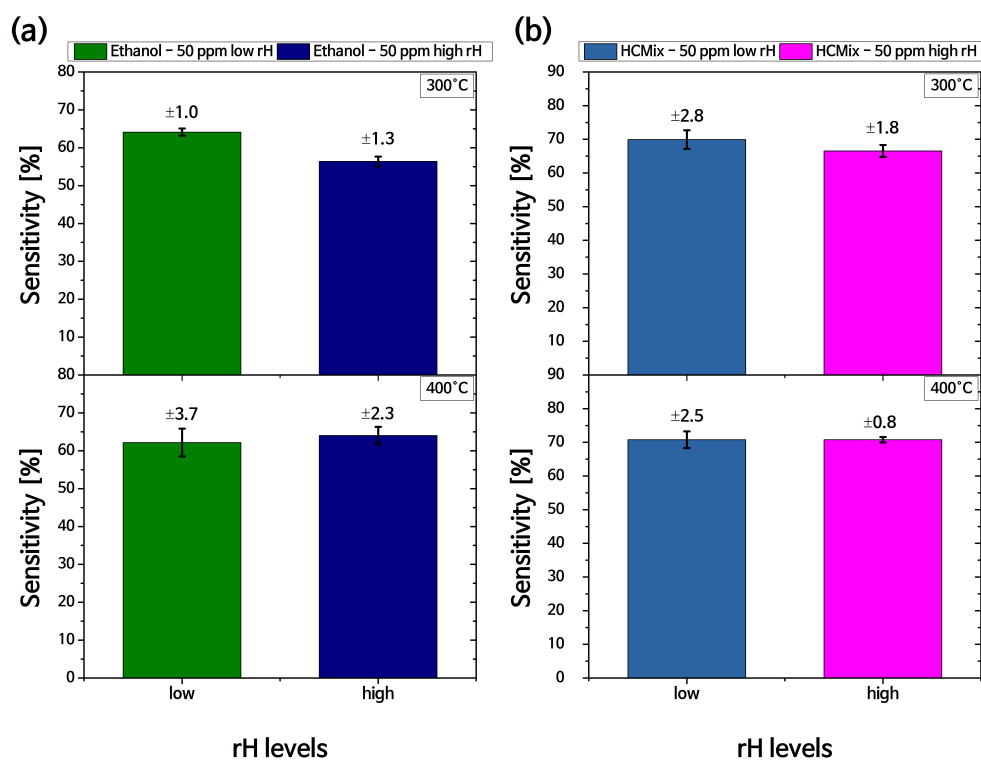 (a)
Ethanol – 50 ppm low rH Ethanol – 50 ppm high rH
300°C
Sensitivity [%]
80
70
60
50
40
30
20
10
±1.0
±1.3
400°C
Sensitivity [%]
80
70
60
50
40
30
20
10
0
±3.7
±2.3
low high
rH levels
(b)
HCMix – 50 ppm low rH HCMix – 50 ppm high rH
300°C
Sensitivity [%]
90
80
70
60
50
40
30
20
10
±2.8
±1.8
400°C
Sensitivity [%]
90
80
70
60
50
40
30
20
10
0
±2.5
±0.8
low high
rH levels